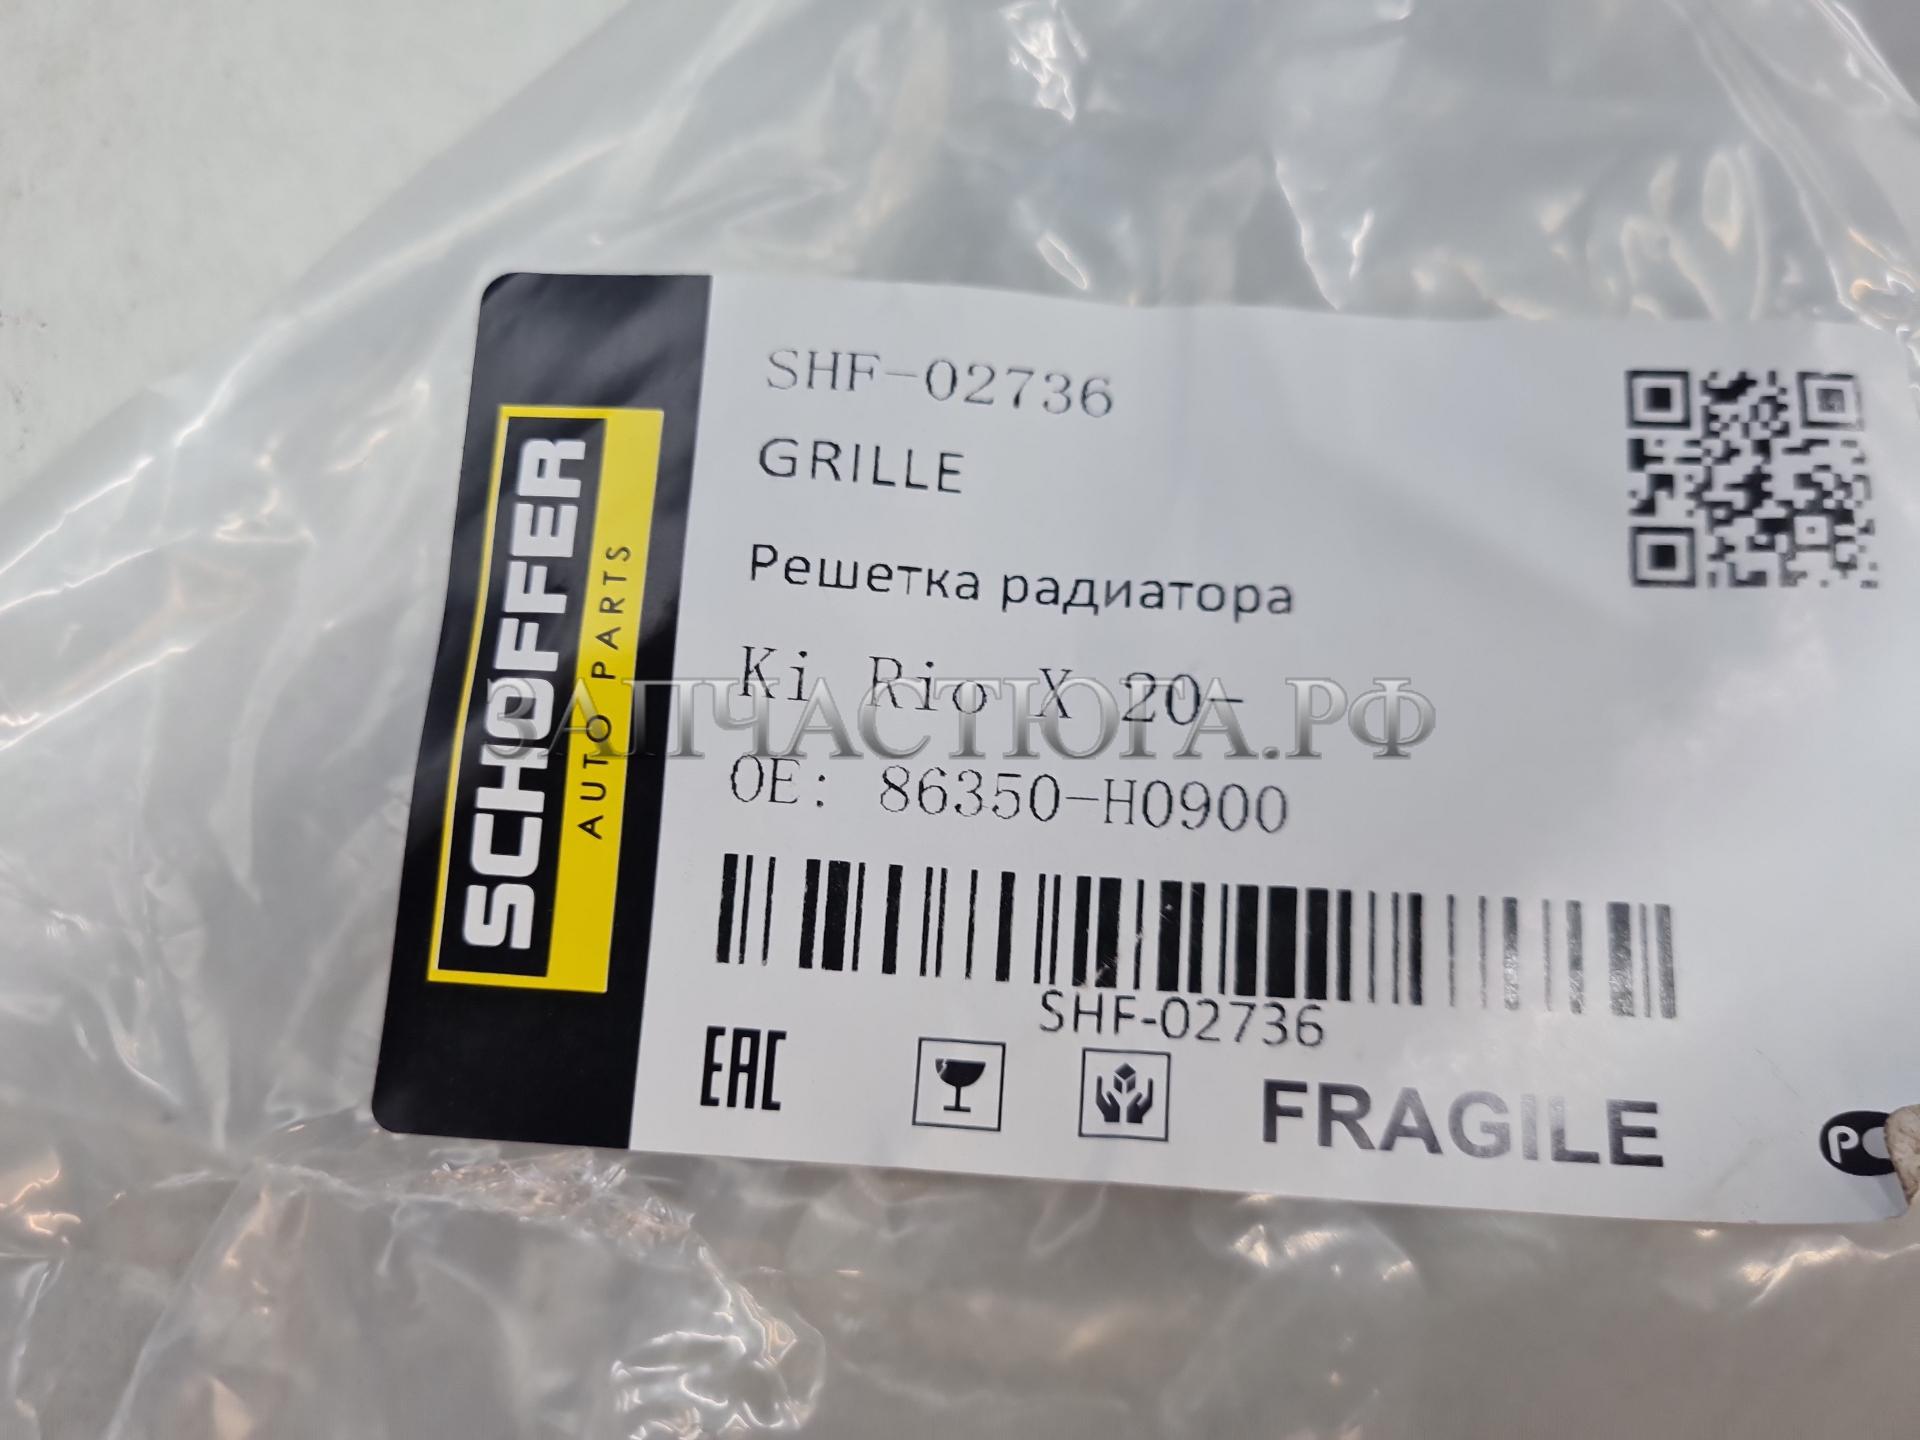 SCHOFFER
AUTO PARTS
SHF-02736
GRILLE
Решетка радиатора
Ki Rio X 20-
ЗАПЧАСТЮГА.РФ
OE: 86350-H0900
SHF-02736
EAC
FRAGILE